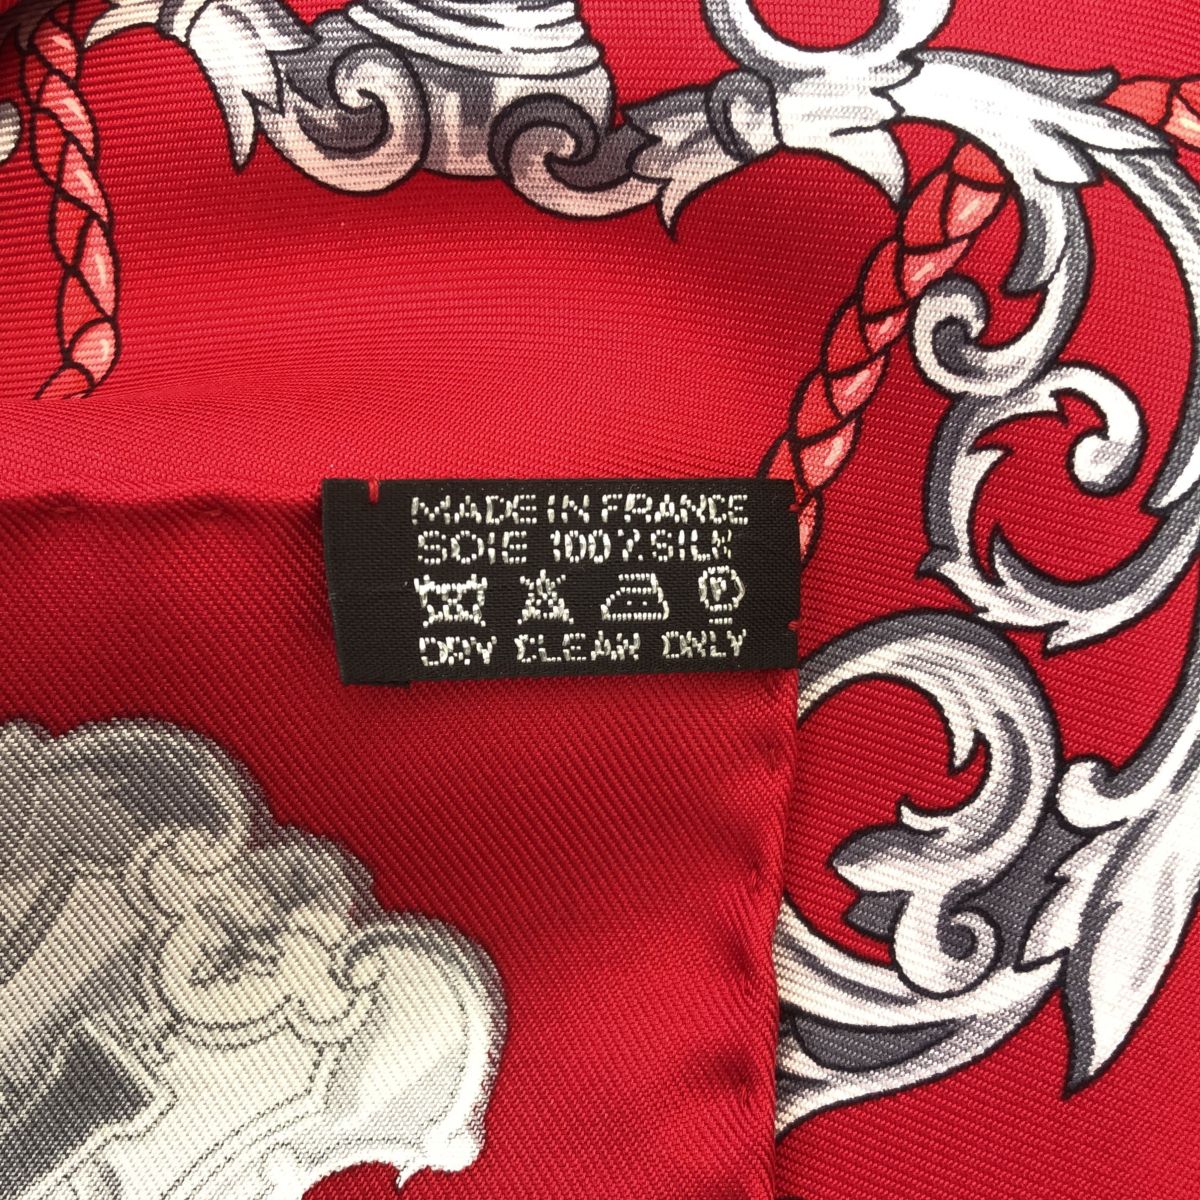 MADE IN FRANCE
SOIE 100% SILK
P
DRY CLEAN ONLY